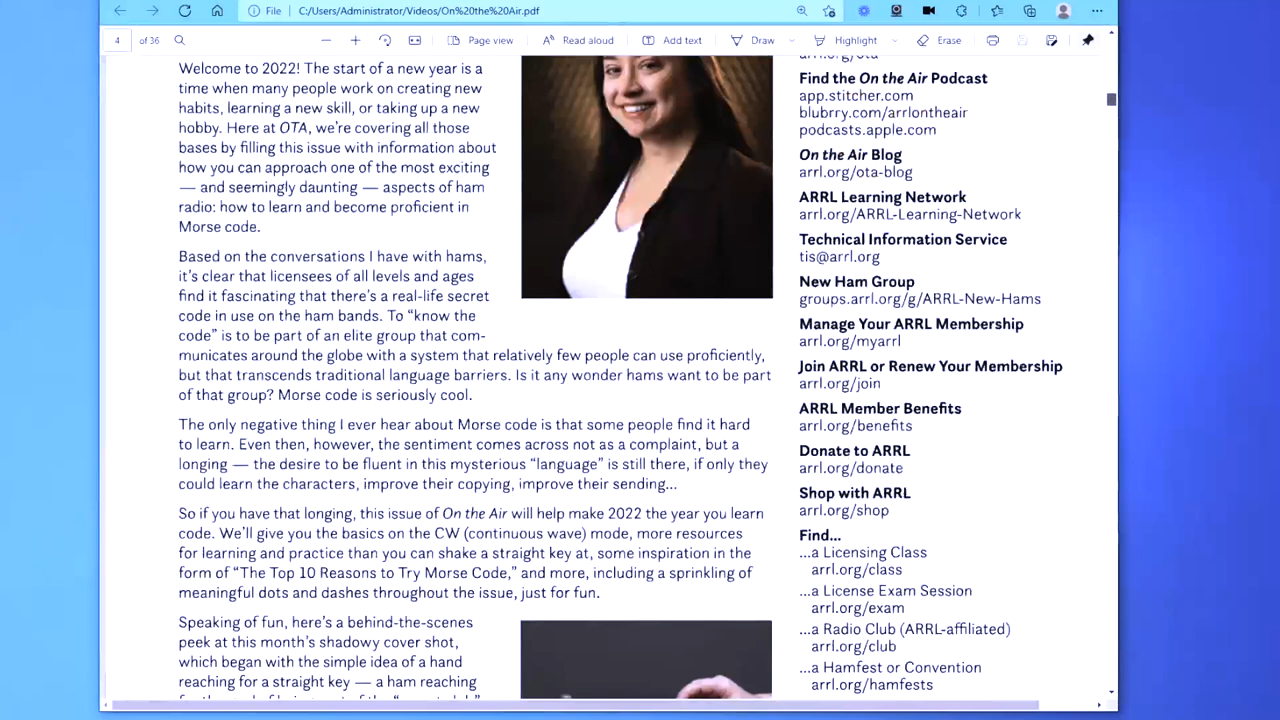 File
C:/Users/Administrator/Videos/On%20the%20Air.pdf
4 of 36
Page view
Read aloud
Add text
Draw
Highlight
Erase
Welcome to 2022! The start of a new year is a
time when many people work on creating new
habits, learning a new skill, or taking up a new
hobby. Here at OTA, we're covering all those
bases by filling this issue with information about
how you can approach one of the most exciting
— and seemingly daunting — aspects of ham
radio: how to learn and become proficient in
Morse code.
Based on the conversations I have with hams,
it's clear that licensees of all levels and ages
find it fascinating that there's a real-life secret
code in use on the ham bands. To “know the
code” is to be part of an elite group that com-
municates around the globe with a system that relatively few people can use proficiently,
but that transcends traditional language barriers. Is it any wonder hams want to be part
of that group? Morse code is seriously cool.
The only negative thing I ever hear about Morse code is that some people find it hard
to learn. Even then, however, the sentiment comes across not as a complaint, but a
longing — the desire to be fluent in this mysterious “language” is still there, if only they
could learn the characters, improve their copying, improve their sending...
So if you have that longing, this issue of On the Air will help make 2022 the year you learn
code. We'll give you the basics on the CW (continuous wave) mode, more resources
for learning and practice than you can shake a straight key at, some inspiration in the
form of “The Top 10 Reasons to Try Morse Code,” and more, including a sprinkling of
meaningful dots and dashes throughout the issue, just for fun.
Speaking of fun, here's a behind-the-scenes
peek at this month's shadowy cover shot,
which began with the simple idea of a hand
reaching for a straight key — a ham reaching
arrl.org/ota
Find the On the Air Podcast
app.stitcher.com
blubrry.com/arrlontheair
podcasts.apple.com
On the Air Blog
arrl.org/ota-blog
ARRL Learning Network
arrl.org/ARRL-Learning-Network
Technical Information Service
tis@arrl.org
New Ham Group
groups.arrl.org/g/ARRL-New-Hams
Manage Your ARRL Membership
arrl.org/myarrl
Join ARRL or Renew Your Membership
arrl.org/join
ARRL Member Benefits
arrl.org/benefits
Donate to ARRL
arrl.org/donate
Shop with ARRL
arrl.org/shop
Find...
...a Licensing Class
arrl.org/class
...a License Exam Session
arrl.org/exam
...a Radio Club (ARRL-affiliated)
arrl.org/club
...a Hamfest or Convention
arrl.org/hamfests